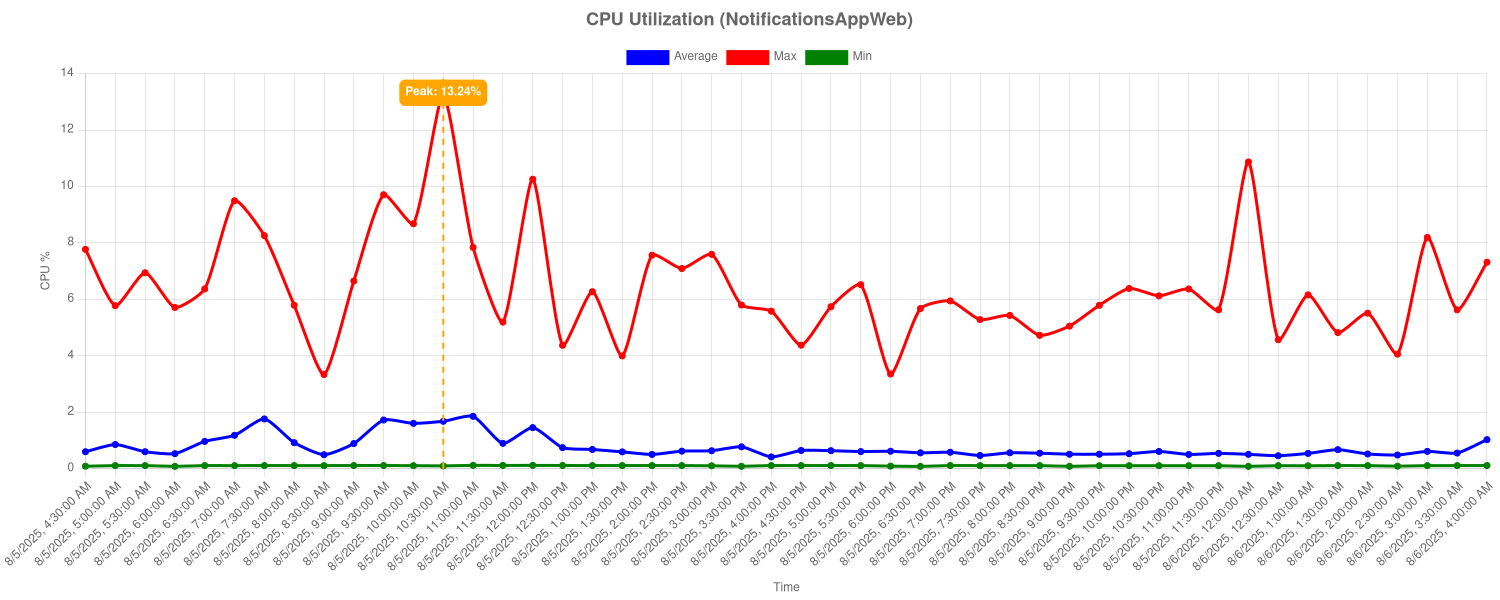 CPU Utilization (NotificationsAppWeb)
Average Max Min
Peak: 13.24%
14
12
10
8
6
4
2
0
CPU %
8/5/2025, 4:30:00 AM
8/5/2025, 5:00:00 AM
8/5/2025, 5:30:00 AM
8/5/2025, 6:00:00 AM
8/5/2025, 6:30:00 AM
8/5/2025, 7:00:00 AM
8/5/2025, 7:30:00 AM
8/5/2025, 8:00:00 AM
8/5/2025, 8:30:00 AM
8/5/2025, 9:00:00 AM
8/5/2025, 9:30:00 AM
8/5/2025, 10:00:00 AM
8/5/2025, 10:30:00 AM
8/5/2025, 11:00:00 AM
8/5/2025, 11:30:00 AM
8/5/2025, 12:00:00 PM
8/5/2025, 12:30:00 PM
8/5/2025, 1:00:00 PM
8/5/2025, 1:30:00 PM
8/5/2025, 2:00:00 PM
8/5/2025, 2:30:00 PM
8/5/2025, 3:00:00 PM
8/5/2025, 3:30:00 PM
8/5/2025, 4:00:00 PM
8/5/2025, 4:30:00 PM
8/5/2025, 5:00:00 PM
8/5/2025, 5:30:00 PM
8/5/2025, 6:00:00 PM
8/5/2025, 6:30:00 PM
8/5/2025, 7:00:00 PM
8/5/2025, 7:30:00 PM
8/5/2025, 8:00:00 PM
8/5/2025, 8:30:00 PM
8/5/2025, 9:00:00 PM
8/5/2025, 9:30:00 PM
8/5/2025, 10:00:00 PM
8/5/2025, 10:30:00 PM
8/5/2025, 11:00:00 PM
8/5/2025, 11:30:00 PM
8/6/2025, 12:00:00 AM
8/6/2025, 12:30:00 AM
8/6/2025, 1:00:00 AM
8/6/2025, 1:30:00 AM
8/6/2025, 2:00:00 AM
8/6/2025, 2:30:00 AM
8/6/2025, 3:00:00 AM
8/6/2025, 3:30:00 AM
8/6/2025, 4:00:00 AM
Time